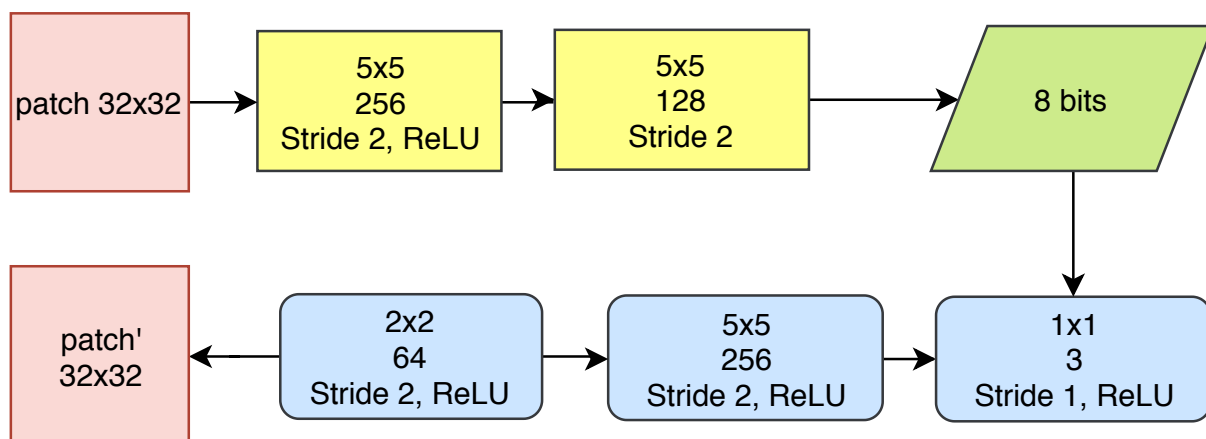 patch 32x32
5x5
256
Stride 2, ReLU
5x5
128
Stride 2
8 bits
patch'
32x32
2x2
64
Stride 2, ReLU
5x5
256
Stride 2, ReLU
1x1
3
Stride 1, ReLU